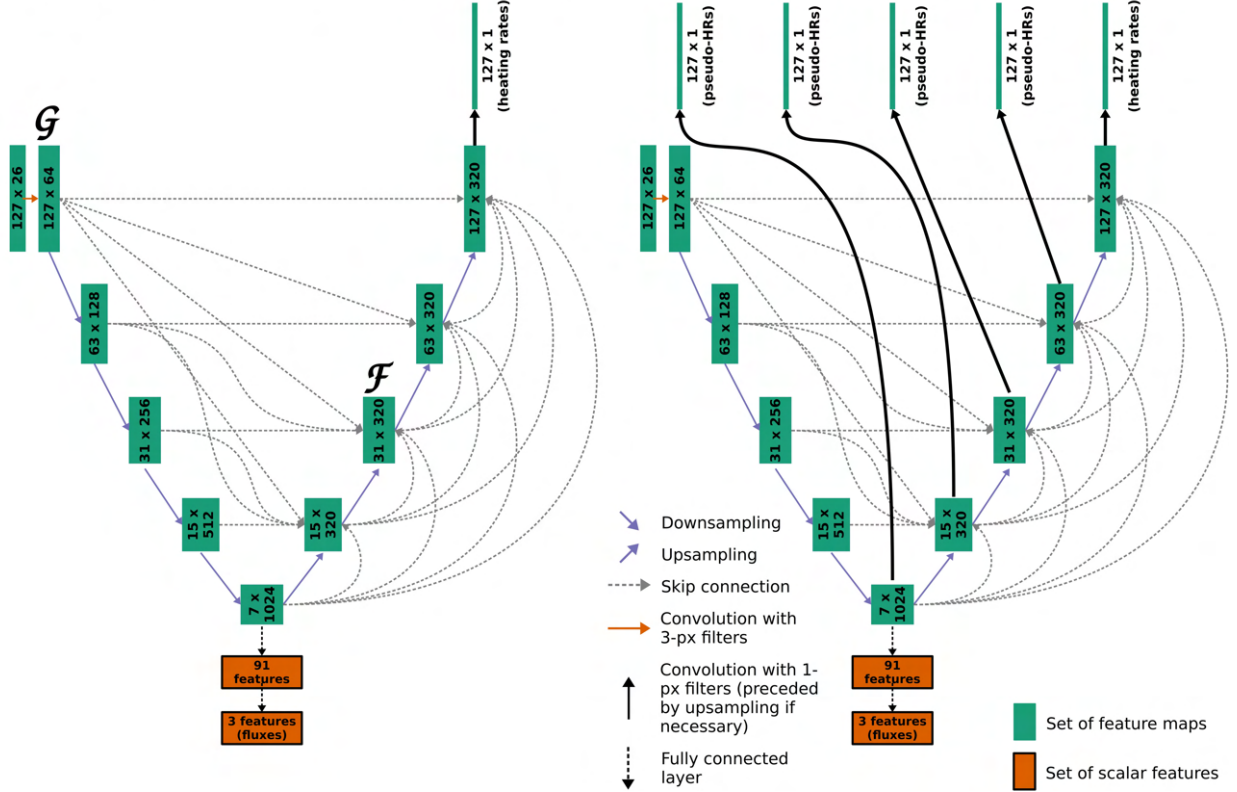 127 x 1
(heating rates)
𝓖
127 x 26
127 x 64
127 x 320
63 x 128
63 x 320
𝓕
31 x 256
31 x 320
15 x
512
15 x
320
7 x
1024
91
features
3 features
(fluxes)
127 x 1
(pseudo-HRs)
127 x 1
(pseudo-HRs)
127 x 1
(pseudo-HRs)
127 x 1
(pseudo-HRs)
127 x 1
(heating rates)
127 x 26
127 x 64
127 x 320
63 x 128
63 x 320
31 x 256
31 x 320
15 x
512
15 x
320
7 x
1024
91
features
3 features
(fluxes)
Downsampling
Upsampling
Skip connection
Convolution with
3-px filters
Convolution with 1-
px filters (preceded
by upsampling if
necessary)
Fully connected
layer
Set of feature maps
Set of scalar features